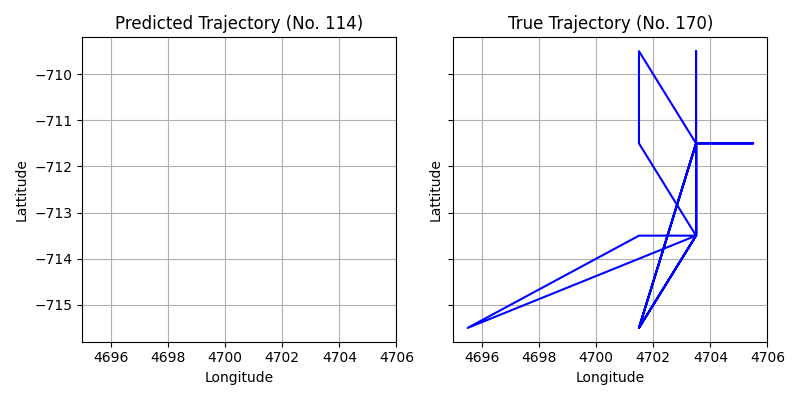 Predicted Trajectory (No. 114)
True Trajectory (No. 170)
Lattitude
−710
−711
−712
−713
−714
−715
4696 4698 4700 4702 4704 4706
Longitude
Lattitude
4696 4698 4700 4702 4704 4706
Longitude